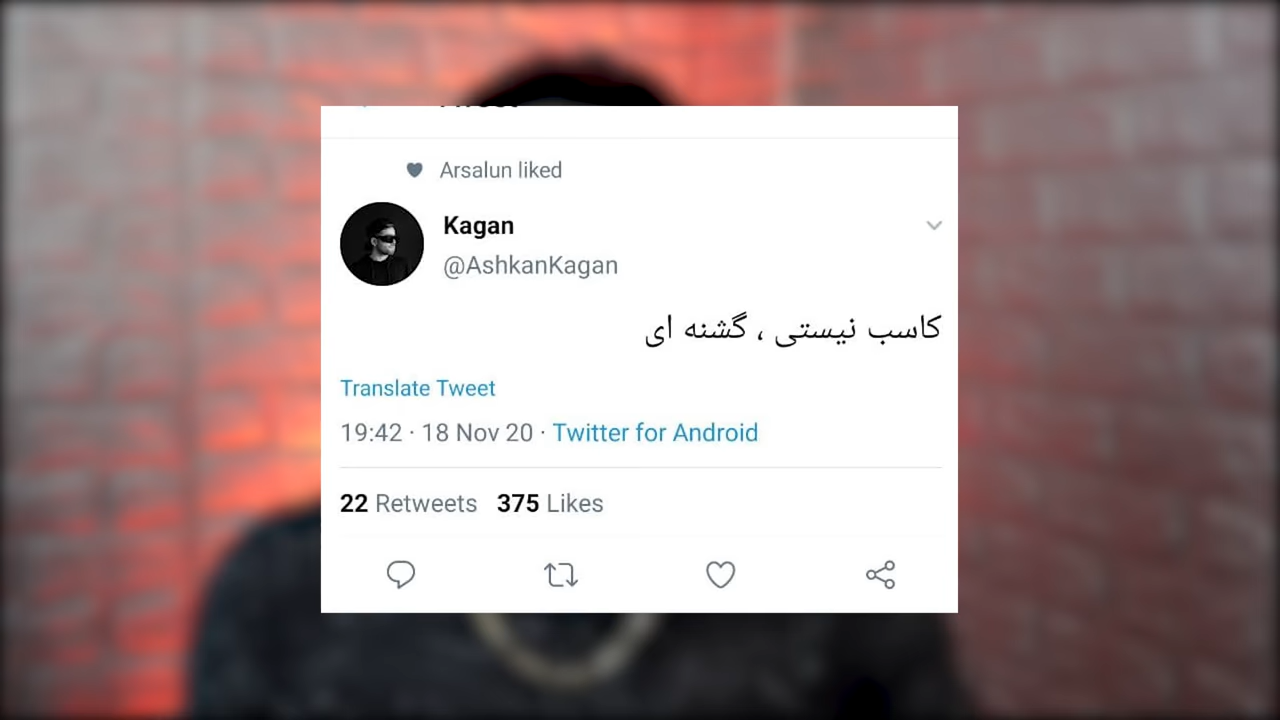 Arsalun liked
Kagan
@AshkanKagan
کاسب نیستی ، گشنه ای
Translate Tweet
19:42 · 18 Nov 20 · Twitter for Android
22 Retweets 375 Likes